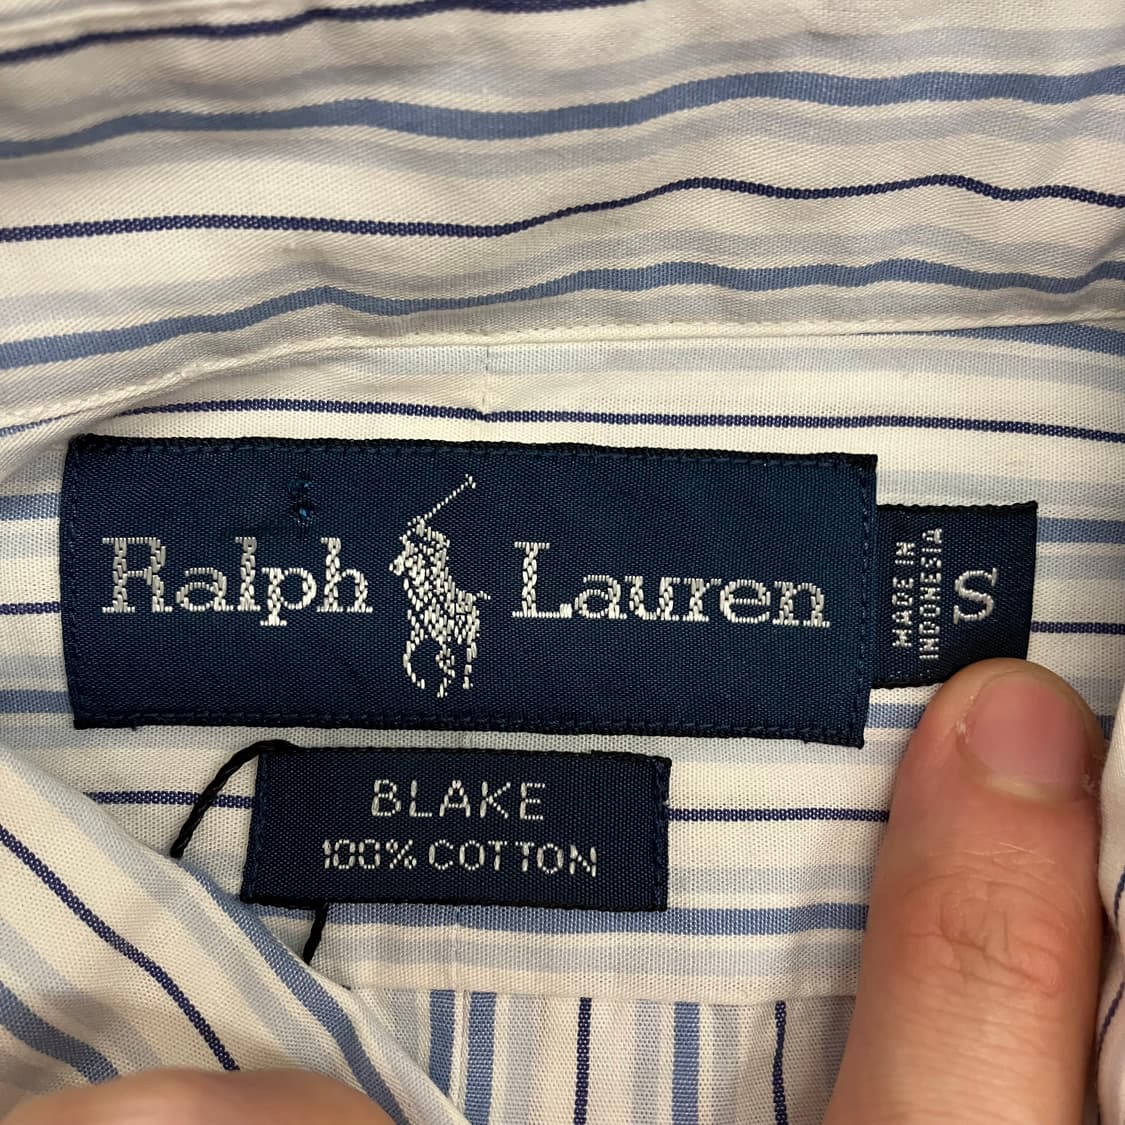 Ralph Lauren
MADE IN
INDONESIA
S
BLAKE
100% COTTON